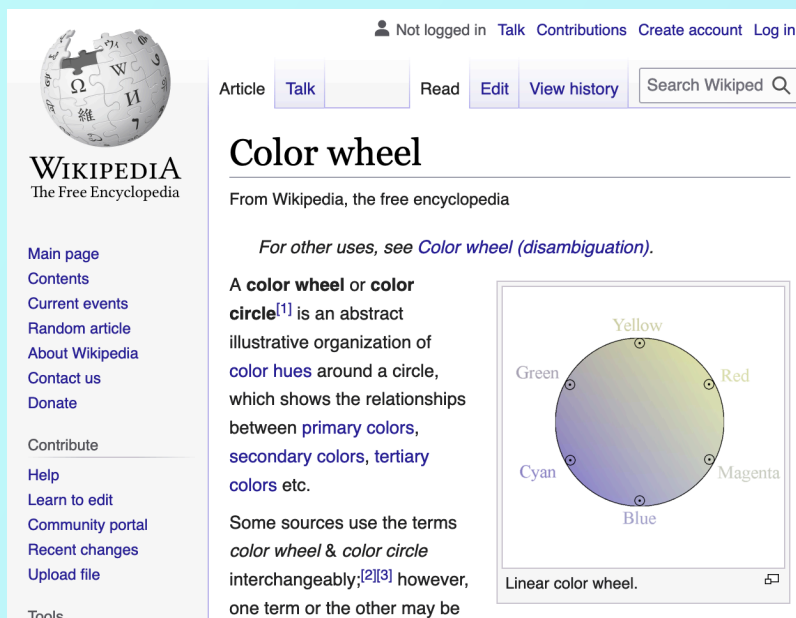 Not logged in Talk Contributions Create account Log in
Article Talk Read Edit View history Search Wikiped
Ω W И 維 7
WIKIPEDIA
The Free Encyclopedia
Main page
Contents
Current events
Random article
About Wikipedia
Contact us
Donate
Contribute
Help
Learn to edit
Community portal
Recent changes
Upload file
Tools
Color wheel
From Wikipedia, the free encyclopedia
For other uses, see Color wheel (disambiguation).
A color wheel or color
circle[1] is an abstract
illustrative organization of
color hues around a circle,
which shows the relationships
between primary colors,
secondary colors, tertiary
colors etc.
Some sources use the terms
color wheel & color circle
interchangeably;[2][3] however,
one term or the other may be
Yellow
Green Red
Cyan Magenta
Blue
Linear color wheel.